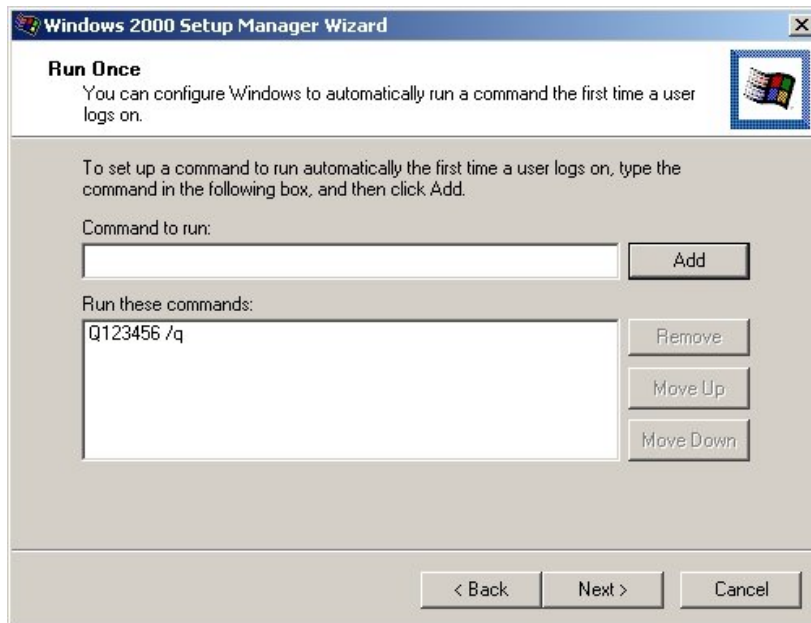 Windows 2000 Setup Manager Wizard
Run Once
You can configure Windows to automatically run a command the first time a user
logs on.
To set up a command to run automatically the first time a user logs on, type the
command in the following box, and then click Add.
Command to run:
Add
Run these commands:
Q123456 /q
Remove
Move Up
Move Down
< Back
Next >
Cancel